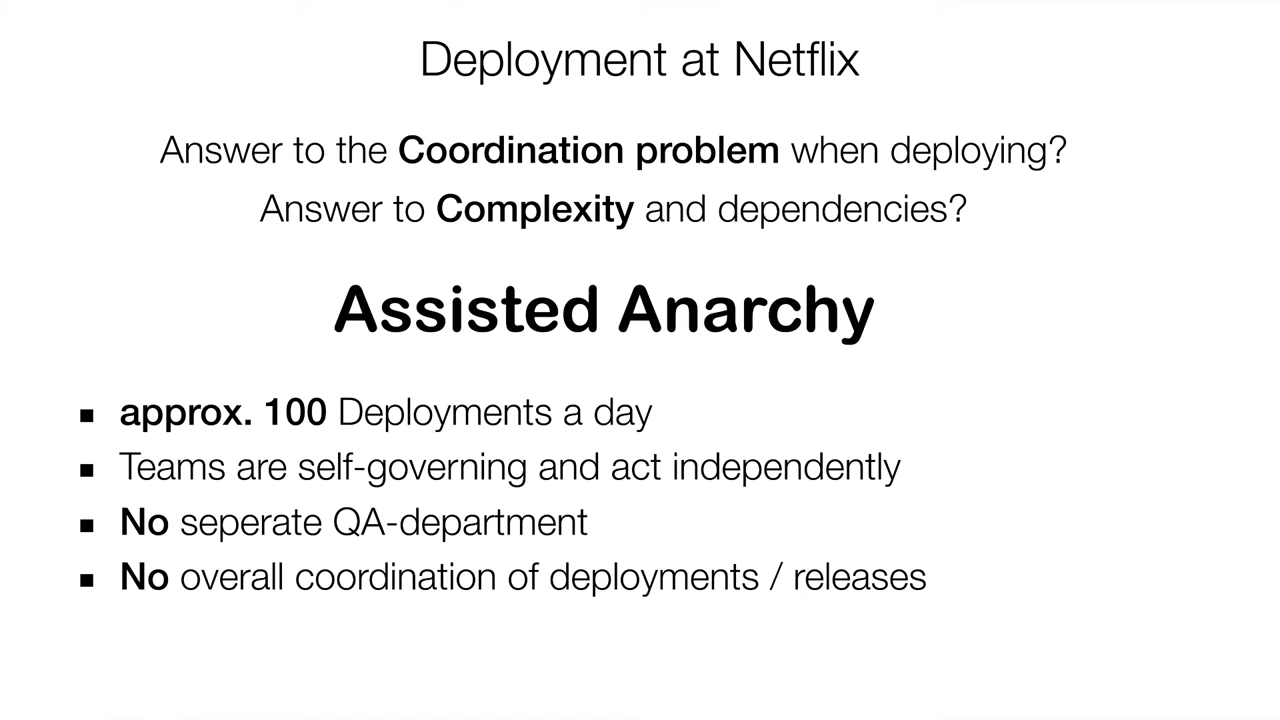 Deployment at Netflix
Answer to the Coordination problem when deploying?
Answer to Complexity and dependencies?
Assisted Anarchy
▪ approx. 100 Deployments a day
▪ Teams are self-governing and act independently
▪ No seperate QA-department
▪ No overall coordination of deployments / releases